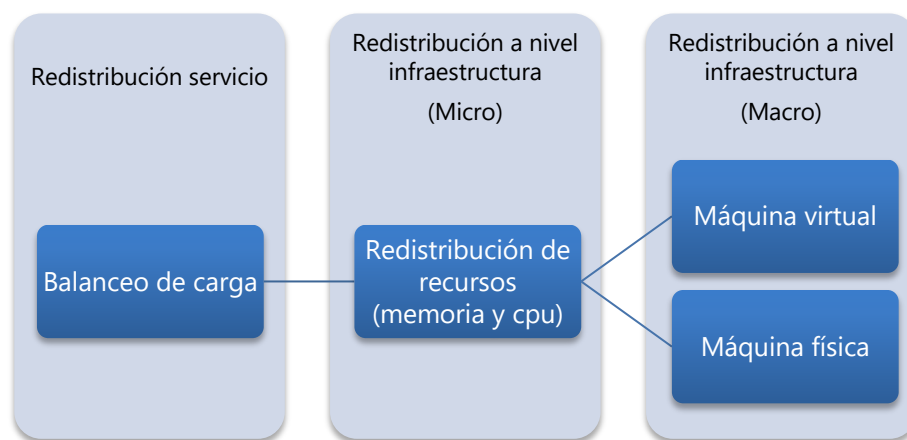 Redistribución servicio
Balanceo de carga
Redistribución a nivel
infraestructura
(Micro)
Redistribución de
recursos
(memoria y cpu)
Redistribución a nivel
infraestructura
(Macro)
Máquina virtual
Máquina física